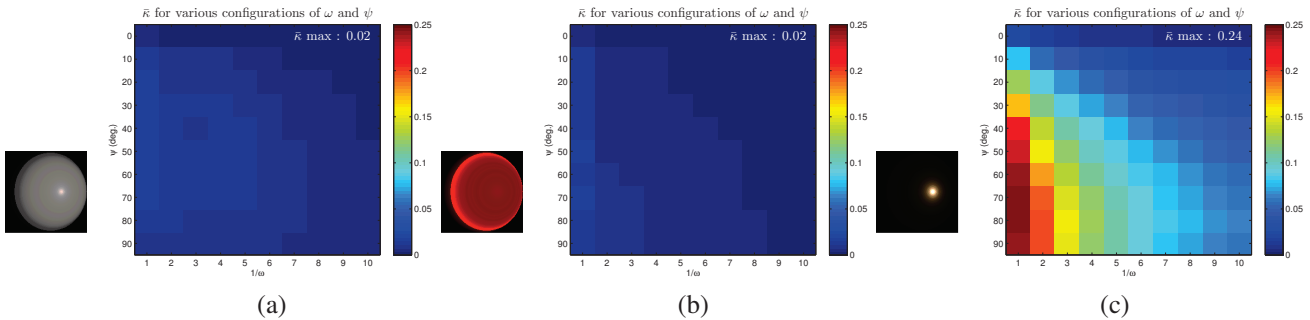 κ̄ for various configurations of ω and ψ
κ̄ max : 0.02
0
10
20
30
40
50
60
70
80
90
ψ (deg.)
1 2 3 4 5 6 7 8 9 10
1/ω
0.25
0.2
0.15
0.1
0.05
0
(a)
κ̄ for various configurations of ω and ψ
κ̄ max : 0.02
0
10
20
30
40
50
60
70
80
90
ψ (deg.)
1 2 3 4 5 6 7 8 9 10
1/ω
0.25
0.2
0.15
0.1
0.05
0
(b)
κ̄ for various configurations of ω and ψ
κ̄ max : 0.24
0
10
20
30
40
50
60
70
80
90
ψ (deg.)
1 2 3 4 5 6 7 8 9 10
1/ω
0.25
0.2
0.15
0.1
0.05
0
(c)